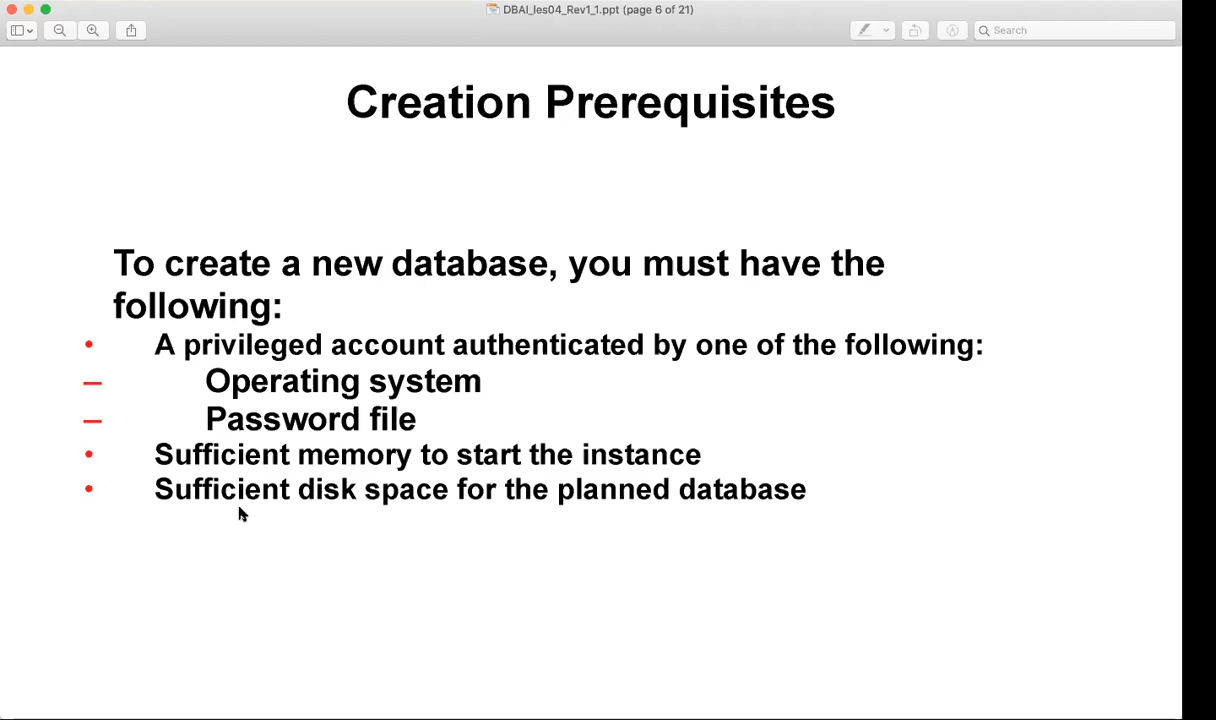 DBAI_les04_Rev1_1.ppt (page 6 of 21)
Search
Creation Prerequisites
To create a new database, you must have the
following:
• A privileged account authenticated by one of the following:
– Operating system
– Password file
• Sufficient memory to start the instance
• Sufficient disk space for the planned database